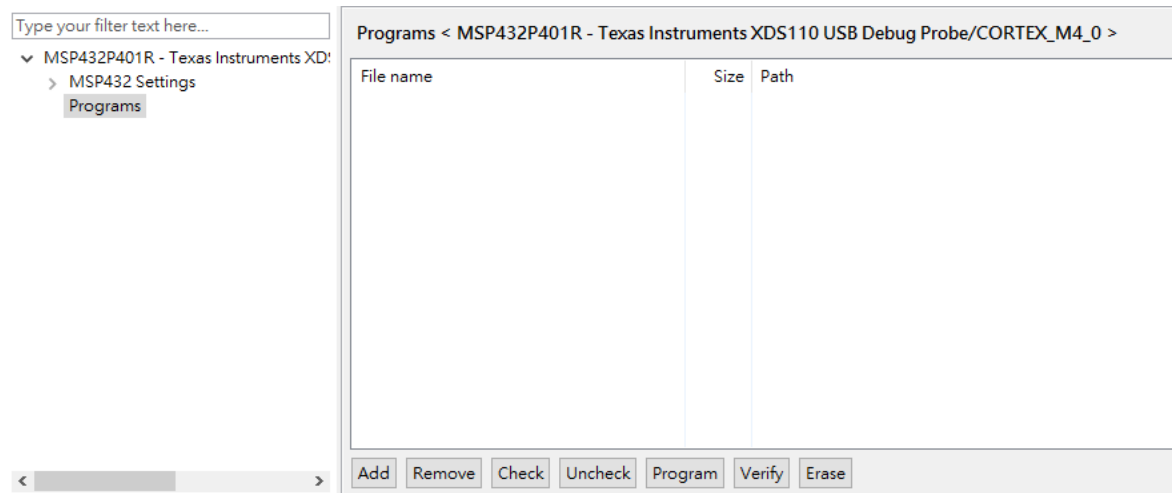 Type your filter text here...
MSP432P401R - Texas Instruments XD
MSP432 Settings
Programs
Programs < MSP432P401R - Texas Instruments XDS110 USB Debug Probe/CORTEX_M4_0 >
File name Size Path
Add Remove Check Uncheck Program Verify Erase